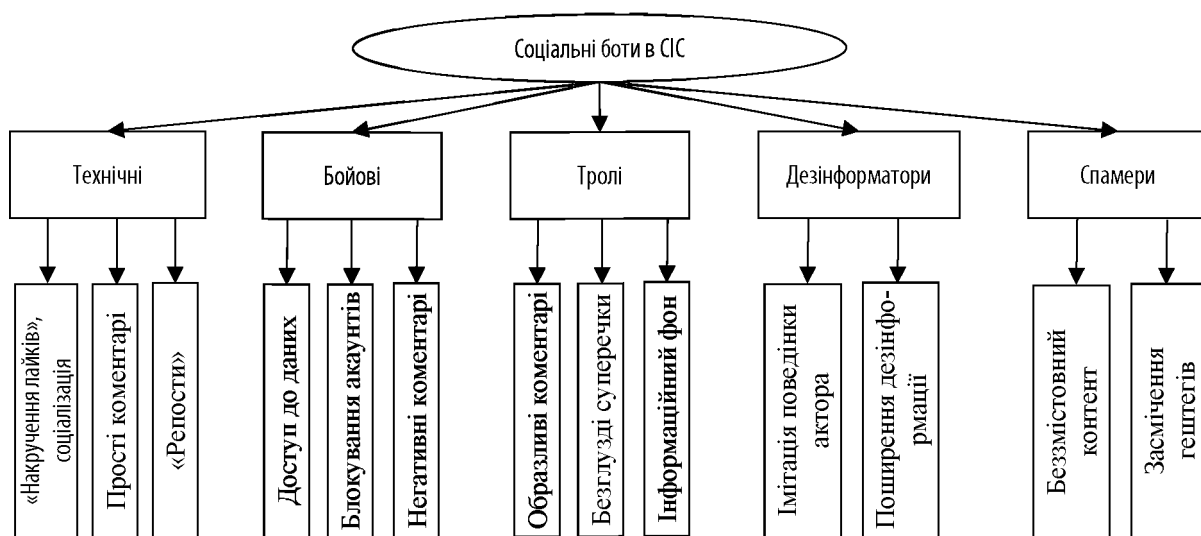 Соціальні боти в СІС
Технічні
Бойові
Тролі
Дезінформатори
Спамери
«Накручення лайків»,
соціалізація
Прості коментарі
«Репости»
Доступ до даних
Блокування акаунтів
Негативні коментарі
Образливі коментарі
Безглузді суперечки
Інформаційний фон
Імітація поведінки
актора
Поширення дезінфо-
рмації
Беззмістовний
контент
Засмічення
гештегів